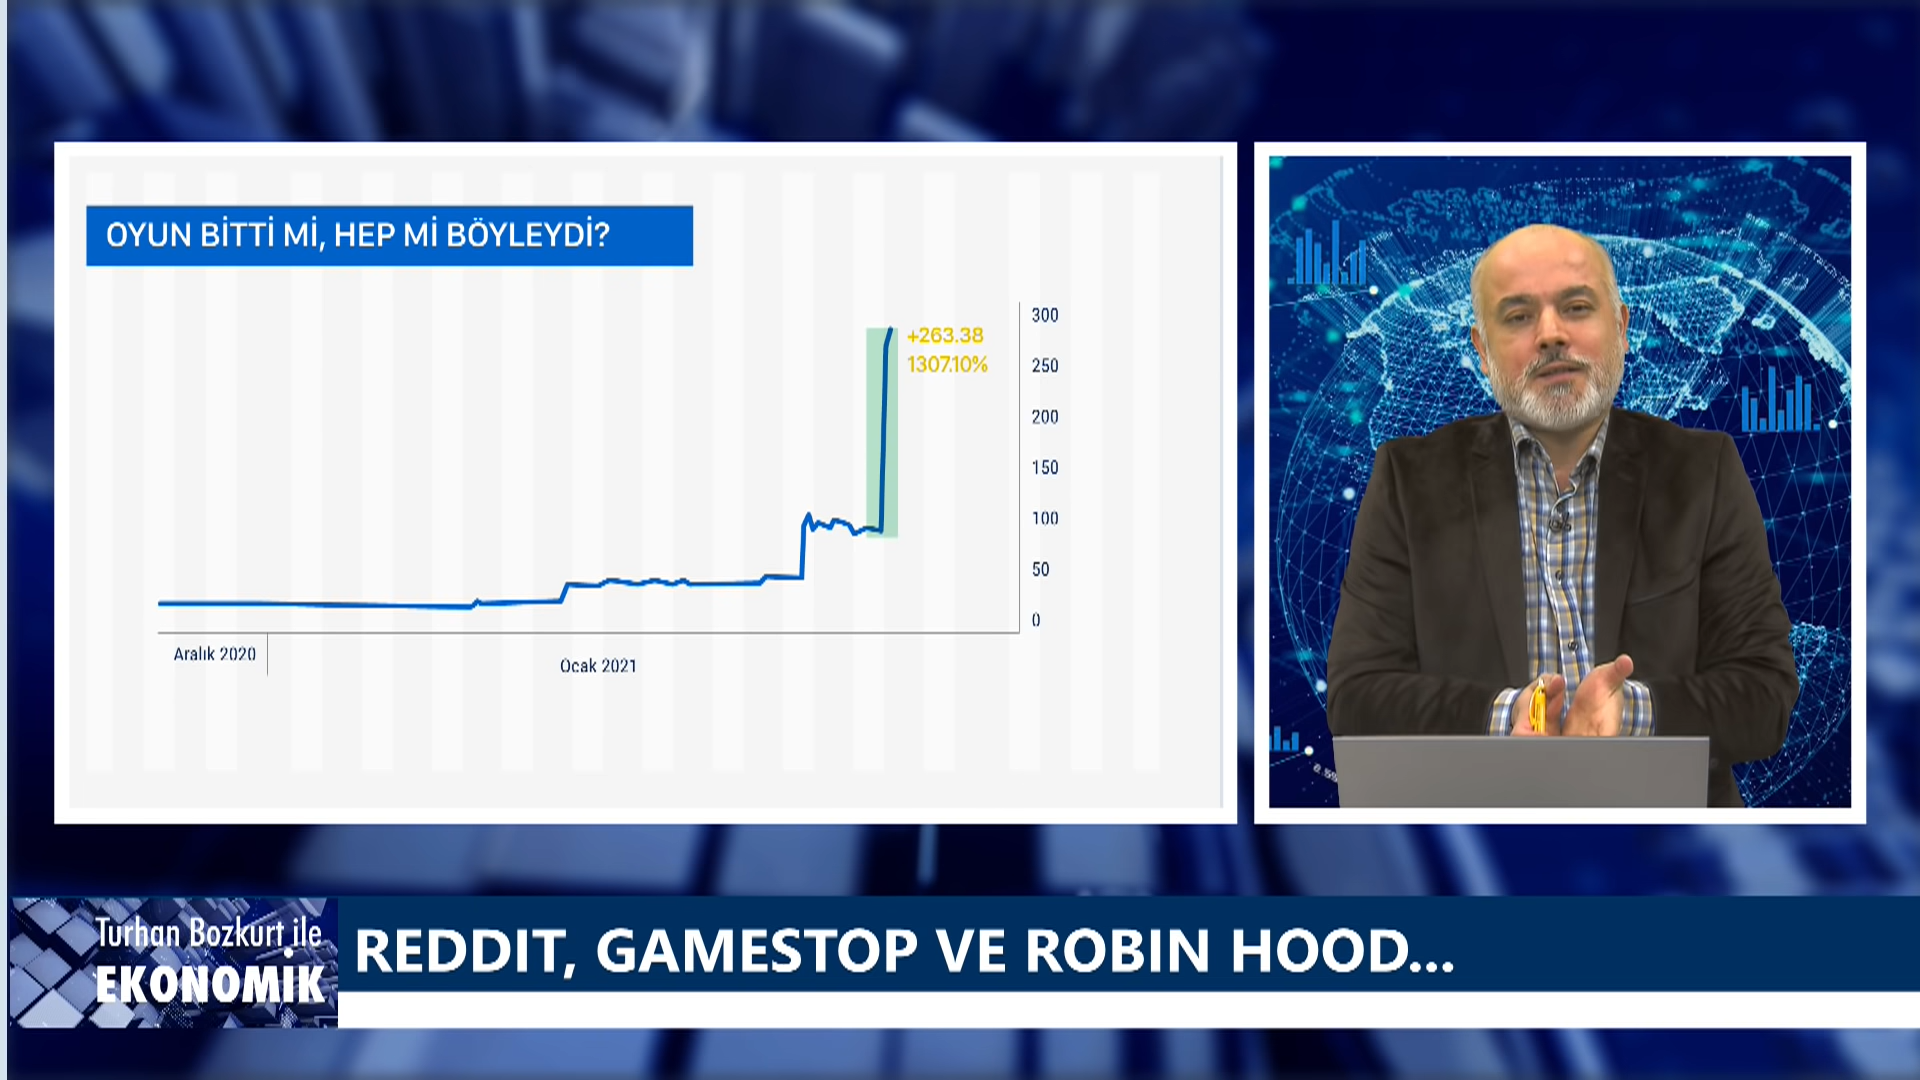 OYUN BİTTİ Mİ, HEP Mİ BÖYLEYDİ?
+263.38
1307.10%
300
250
200
150
100
50
0
Aralık 2020
Ocak 2021
Turhan Bozkurt ile
EKONOMİK
REDDIT, GAMESTOP VE ROBIN HOOD...